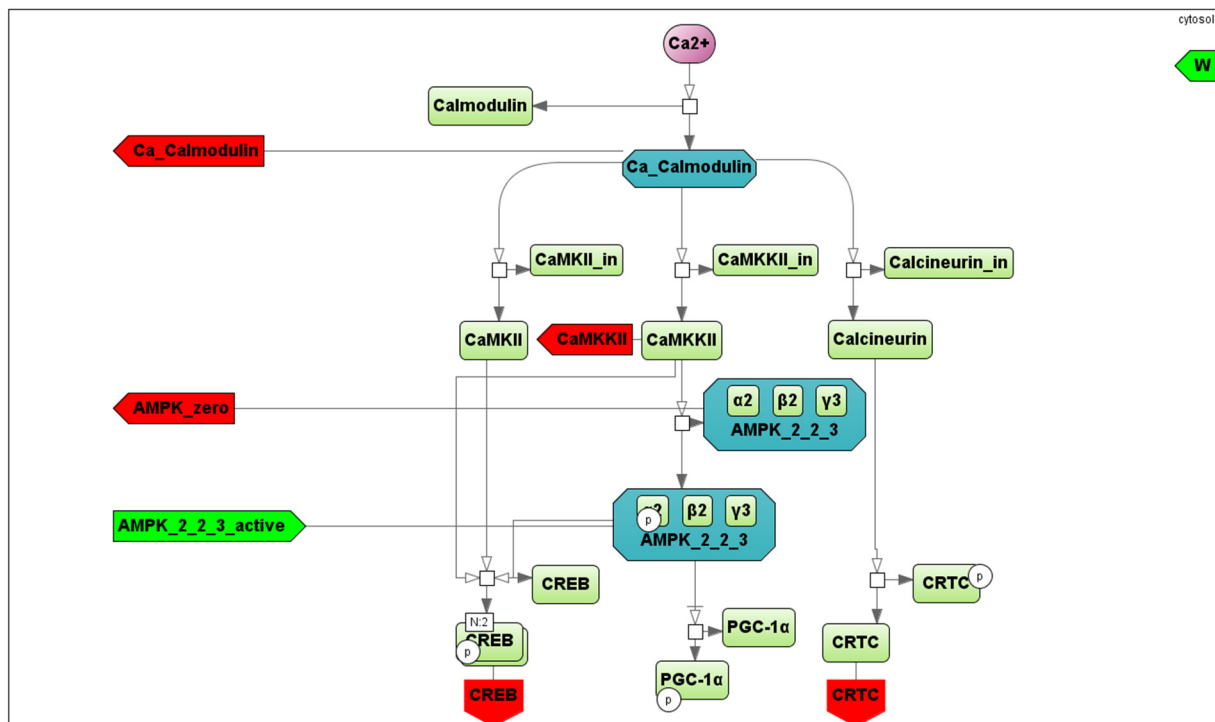 cytosol
Ca2+
W
Calmodulin
Ca_Calmodulin
Ca_Calmodulin
CaMKII_in
CaMKKII_in
Calcineurin_in
CaMKII
CaMKKII
CaMKKII
Calcineurin
α2 β2 γ3
AMPK_zero
AMPK_2_2_3
α2 β2 γ3
p
AMPK_2_2_3_active
AMPK_2_2_3
CREB
CRTC
p
N:2
PGC-1α
CREB
p
CRTC
PGC-1α
p
CREB
CRTC